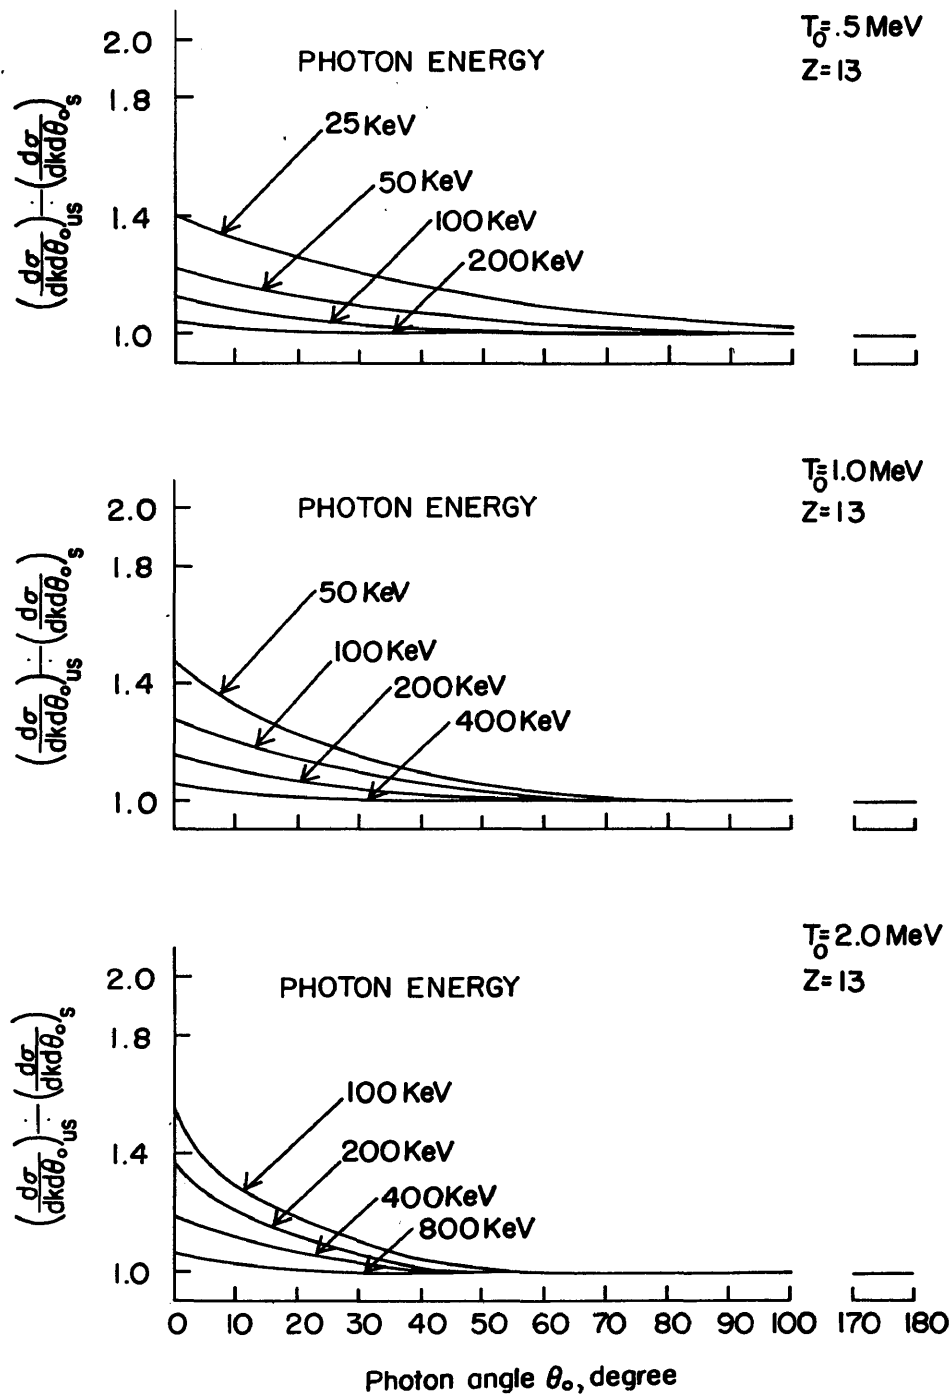 T₀=.5 MeV
Z=13
PHOTON ENERGY
2.0
1.8
1.4
1.0
25 KeV
50 KeV
100 KeV
200 KeV
(dσ/dkdθ₀)us ÷ (dσ/dkdθ₀)s
T₀=1.0 MeV
Z=13
PHOTON ENERGY
2.0
1.8
1.4
1.0
50 KeV
100 KeV
200 KeV
400 KeV
(dσ/dkdθ₀)us ÷ (dσ/dkdθ₀)s
T₀=2.0 MeV
Z=13
PHOTON ENERGY
2.0
1.8
1.4
1.0
100 KeV
200 KeV
400 KeV
800 KeV
(dσ/dkdθ₀)us ÷ (dσ/dkdθ₀)s
0 10 20 30 40 50 60 70 80 90 100 170 180
Photon angle θ₀, degree